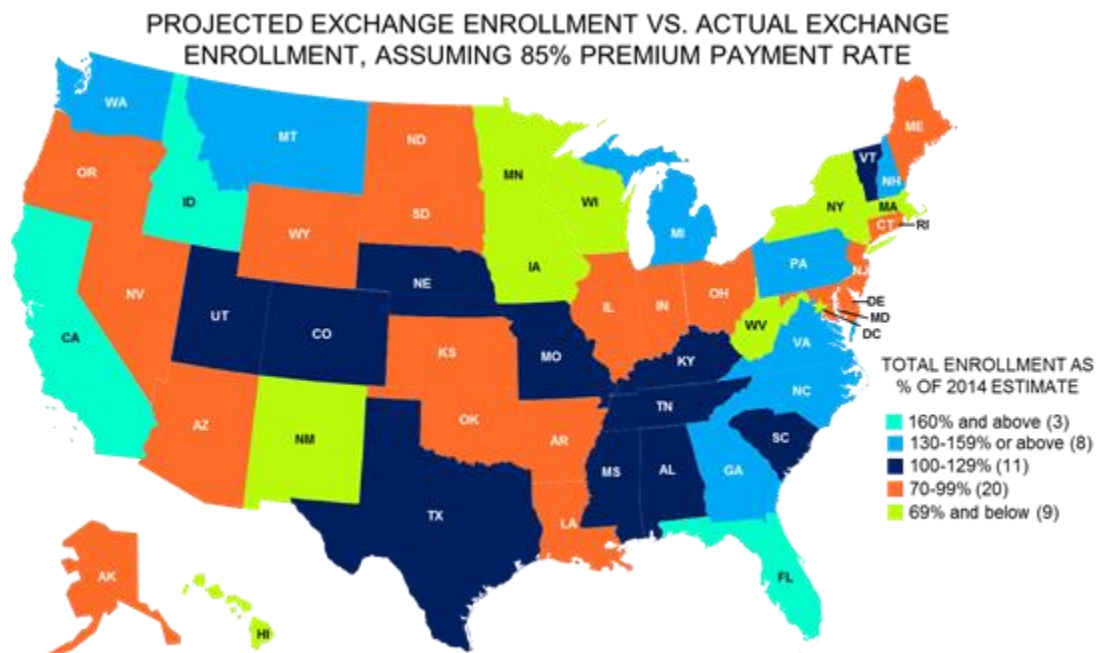 PROJECTED EXCHANGE ENROLLMENT VS. ACTUAL EXCHANGE
ENROLLMENT, ASSUMING 85% PREMIUM PAYMENT RATE
WA
MT
ND
MN
ME
VT
NH
OR
ID
WY
SD
WI
MI
NY
MA
CT
RI
NV
UT
CO
NE
IA
IL
IN
OH
PA
NJ
DE
MD
DC
WV
VA
CA
KS
MO
KY
AZ
NM
OK
AR
TN
NC
SC
TX
LA
MS
AL
GA
FL
AK
HI
TOTAL ENROLLMENT AS
% OF 2014 ESTIMATE
160% and above (3)
130-159% or above (8)
100-129% (11)
70-99% (20)
69% and below (9)